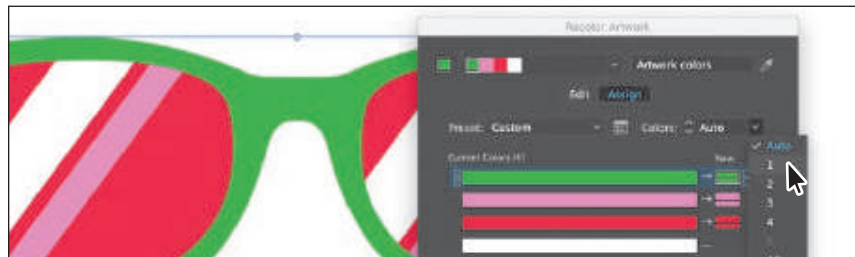 Recolor Artwork
Artwork colors
Edit Assign
Preset: Custom Colors: Auto
Auto
Current Colors (4) New
1
2
3
4